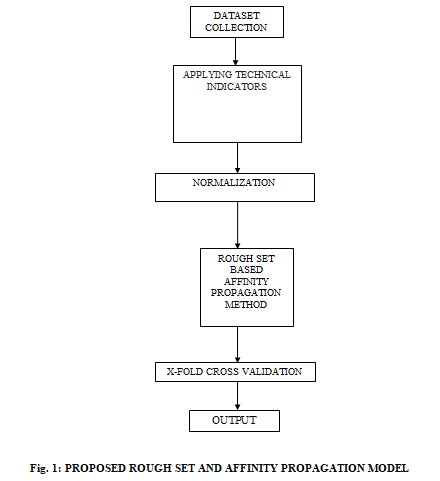 DATASET
COLLECTION
APPLYING TECHNICAL
INDICATORS
NORMALIZATION
ROUGH SET
BASED
AFFINITY
PROPAGATION
METHOD
X-FOLD CROSS VALIDATION
OUTPUT
Fig. 1: PROPOSED ROUGH SET AND AFFINITY PROPAGATION MODEL